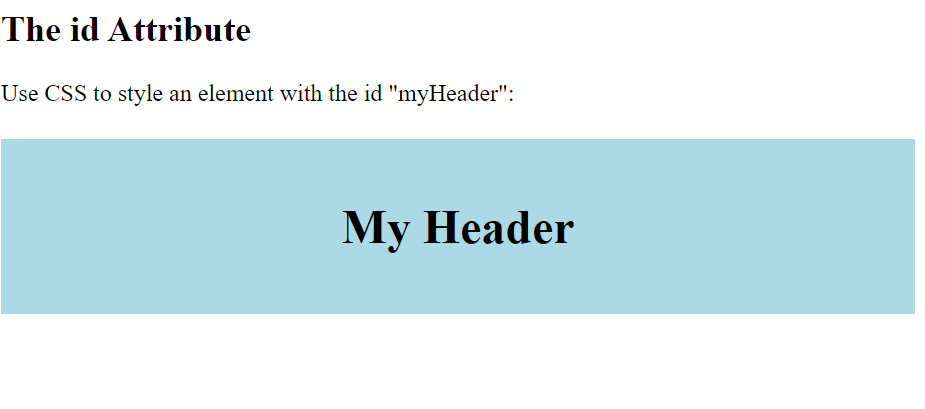 The id Attribute
Use CSS to style an element with the id "myHeader":
My Header